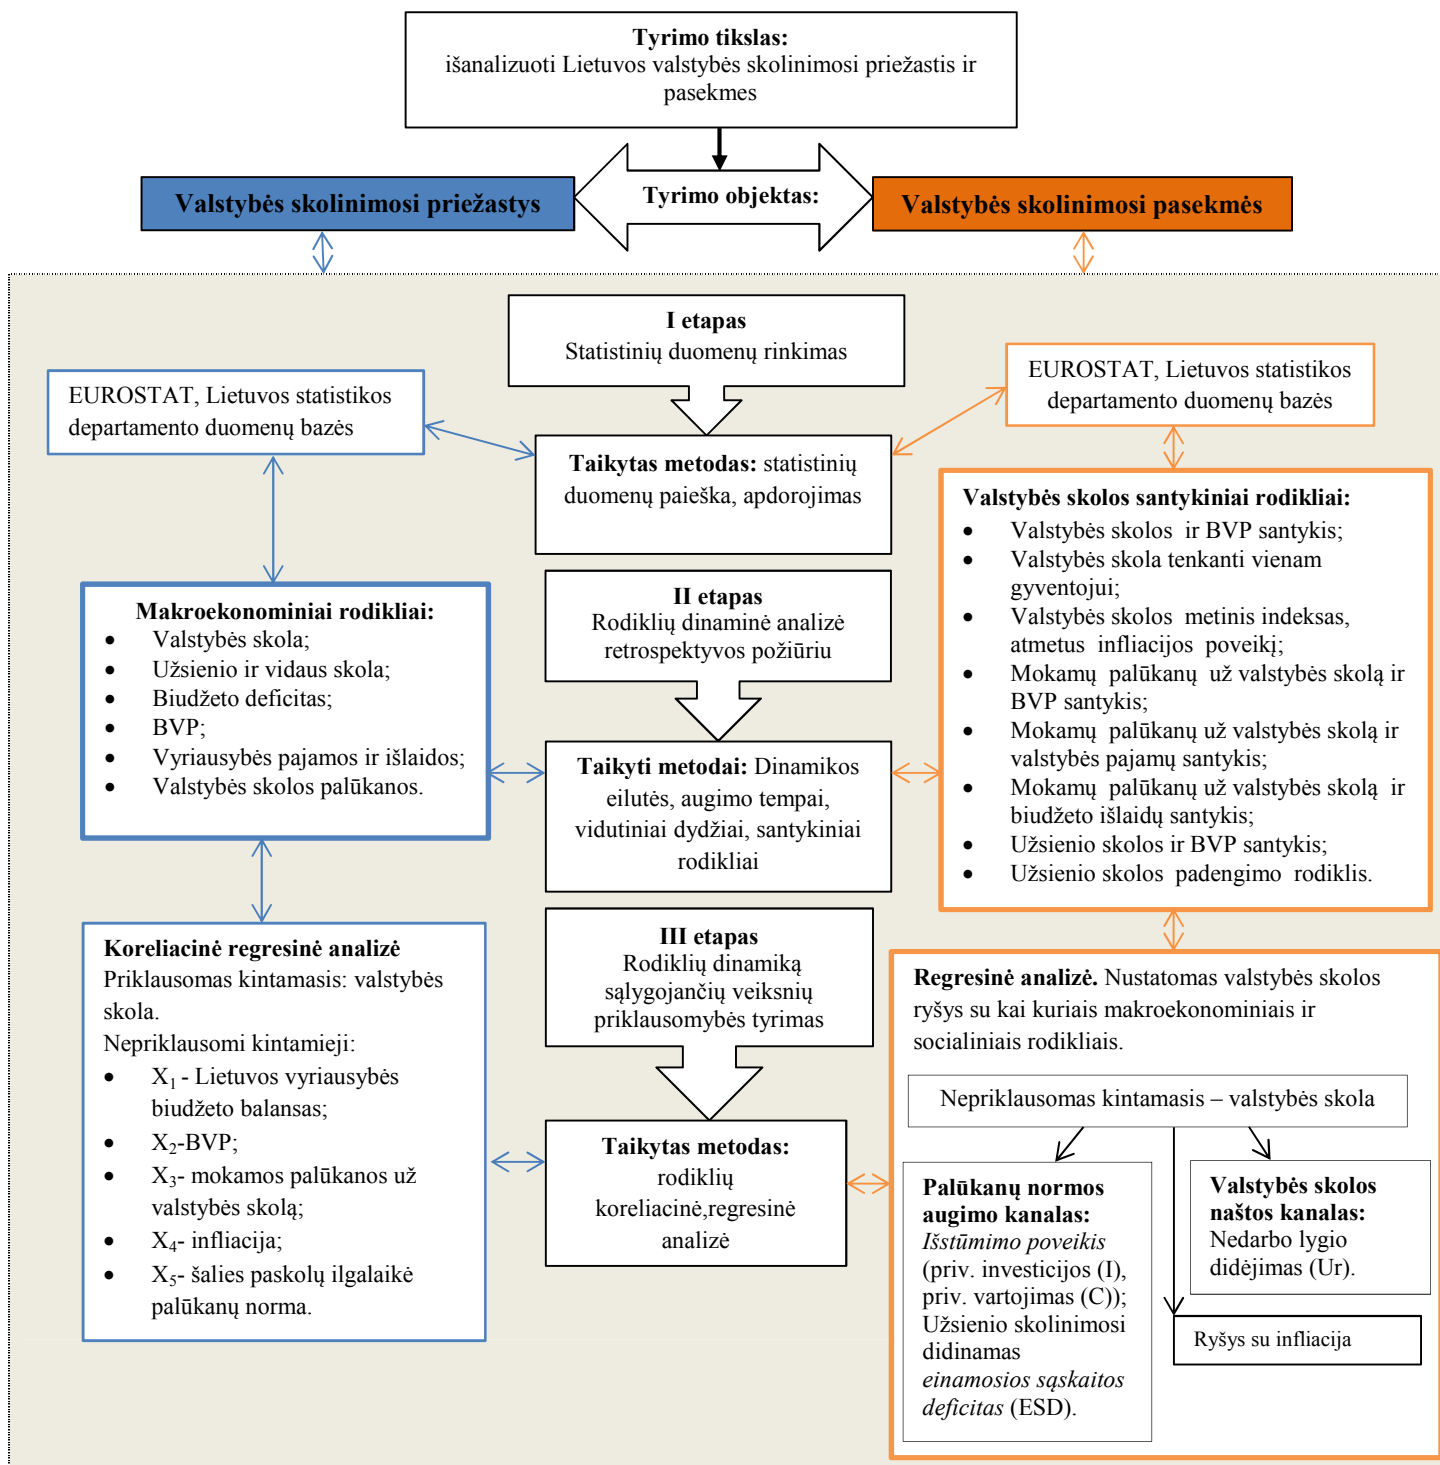 Tyrimo tikslas:
išanalizuoti Lietuvos valstybės skolinimosi priežastis ir
pasekmes
Valstybės skolinimosi priežastys
Tyrimo objektas:
Valstybės skolinimosi pasekmės
I etapas
Statistinių duomenų rinkimas
EUROSTAT, Lietuvos statistikos
departamento duomenų bazės
EUROSTAT, Lietuvos statistikos
departamento duomenų bazės
Taikytas metodas: statistinių
duomenų paieška, apdorojimas
Makroekonominiai rodikliai:
• Valstybės skola;
• Užsienio ir vidaus skola;
• Biudžeto deficitas;
• BVP;
• Vyriausybės pajamos ir išlaidos;
• Valstybės skolos palūkanos.
II etapas
Rodiklių dinaminė analizė
retrospektyvos požiūriu
Taikyti metodai: Dinamikos
eilutės, augimo tempai,
vidutiniai dydžiai, santykiniai
rodikliai
Valstybės skolos santykiniai rodikliai:
• Valstybės skolos ir BVP santykis;
• Valstybės skola tenkanti vienam
gyventojui;
• Valstybės skolos metinis indeksas,
atmetus infliacijos poveikį;
• Mokamų palūkanų už valstybės skolą ir
BVP santykis;
• Mokamų palūkanų už valstybės skolą ir
valstybės pajamų santykis;
• Mokamų palūkanų už valstybės skolą ir
biudžeto išlaidų santykis;
• Užsienio skolos ir BVP santykis;
• Užsienio skolos padengimo rodiklis.
Koreliacinė regresinė analizė
Priklausomas kintamasis: valstybės
skola.
Nepriklausomi kintamieji:
• X₁ - Lietuvos vyriausybės
biudžeto balansas;
• X₂-BVP;
• X₃- mokamos palūkanos už
valstybės skolą;
• X₄- infliacija;
• X₅- šalies paskolų ilgalaikė
palūkanų norma.
III etapas
Rodiklių dinamiką
sąlygojančių veiksnių
priklausomybės tyrimas
Taikytas metodas:
rodiklių
koreliacinė,regresinė
analizė
Regresinė analizė. Nustatomas valstybės skolos
ryšys su kai kuriais makroekonominiais ir
socialiniais rodikliais.
Nepriklausomas kintamasis – valstybės skola
Palūkanų normos
augimo kanalas:
Išstūmimo poveikis
(priv. investicijos (I),
priv. vartojimas (C));
Užsienio skolinimosi
didinamas
einamosios sąskaitos
deficitas (ESD).
Valstybės skolos
naštos kanalas:
Nedarbo lygio
didėjimas (Ur).
Ryšys su infliacija